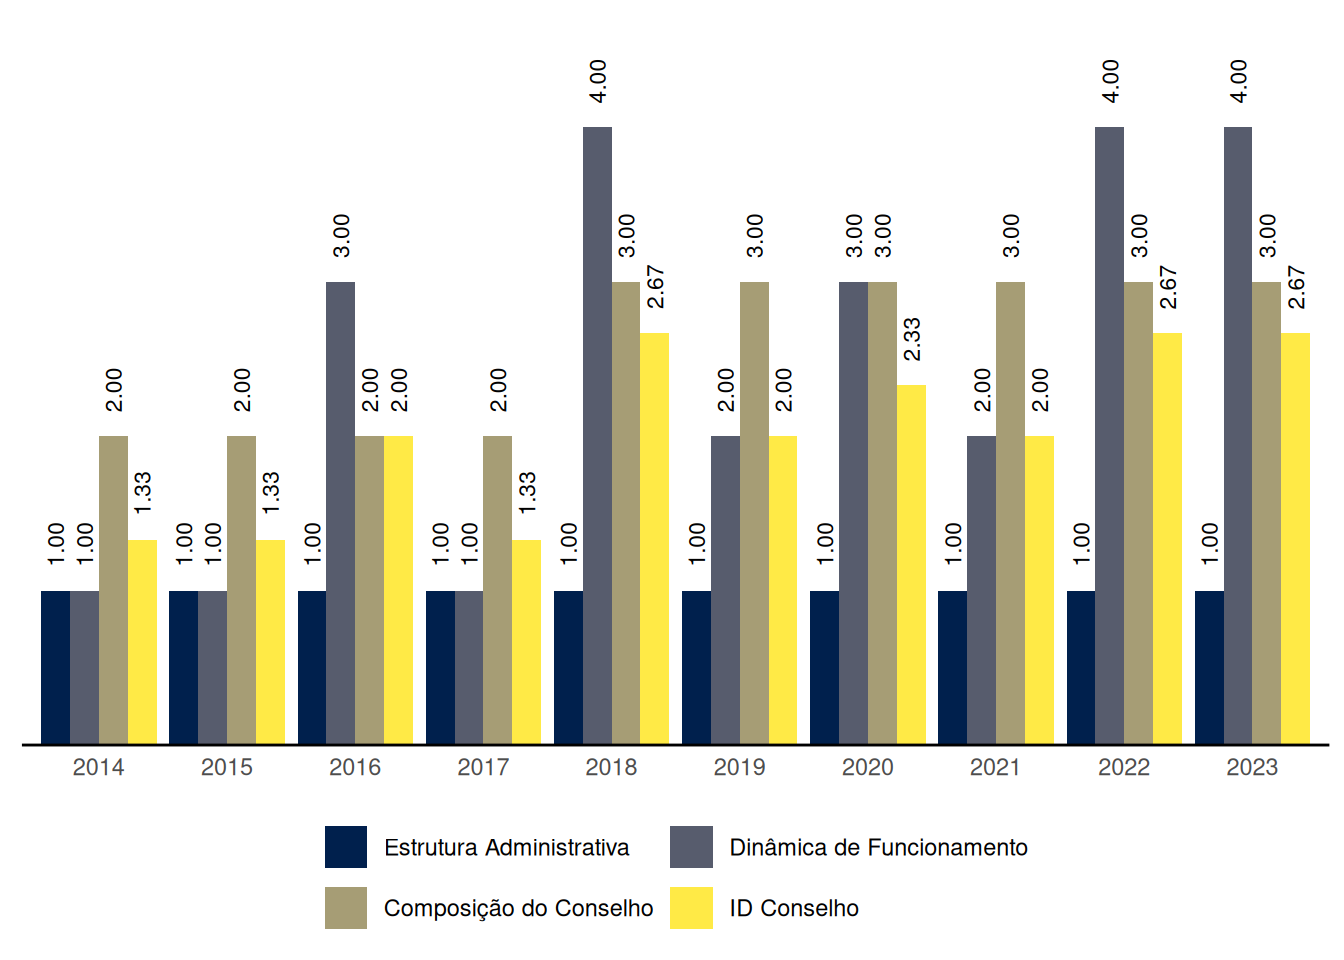 4.00 4.00 4.00
3.00 3.00 3.00 3.00 3.00 3.00 3.00 3.00
2.67 2.67 2.67
2.33
2.00 2.00 2.00 2.00 2.00 2.00 2.00 2.00 2.00
1.33 1.33 1.33
1.00 1.00 1.00 1.00 1.00 1.00 1.00 1.00 1.00 1.00 1.00 1.00 1.00
2014 2015 2016 2017 2018 2019 2020 2021 2022 2023
Estrutura Administrativa Dinâmica de Funcionamento
Composição do Conselho ID Conselho